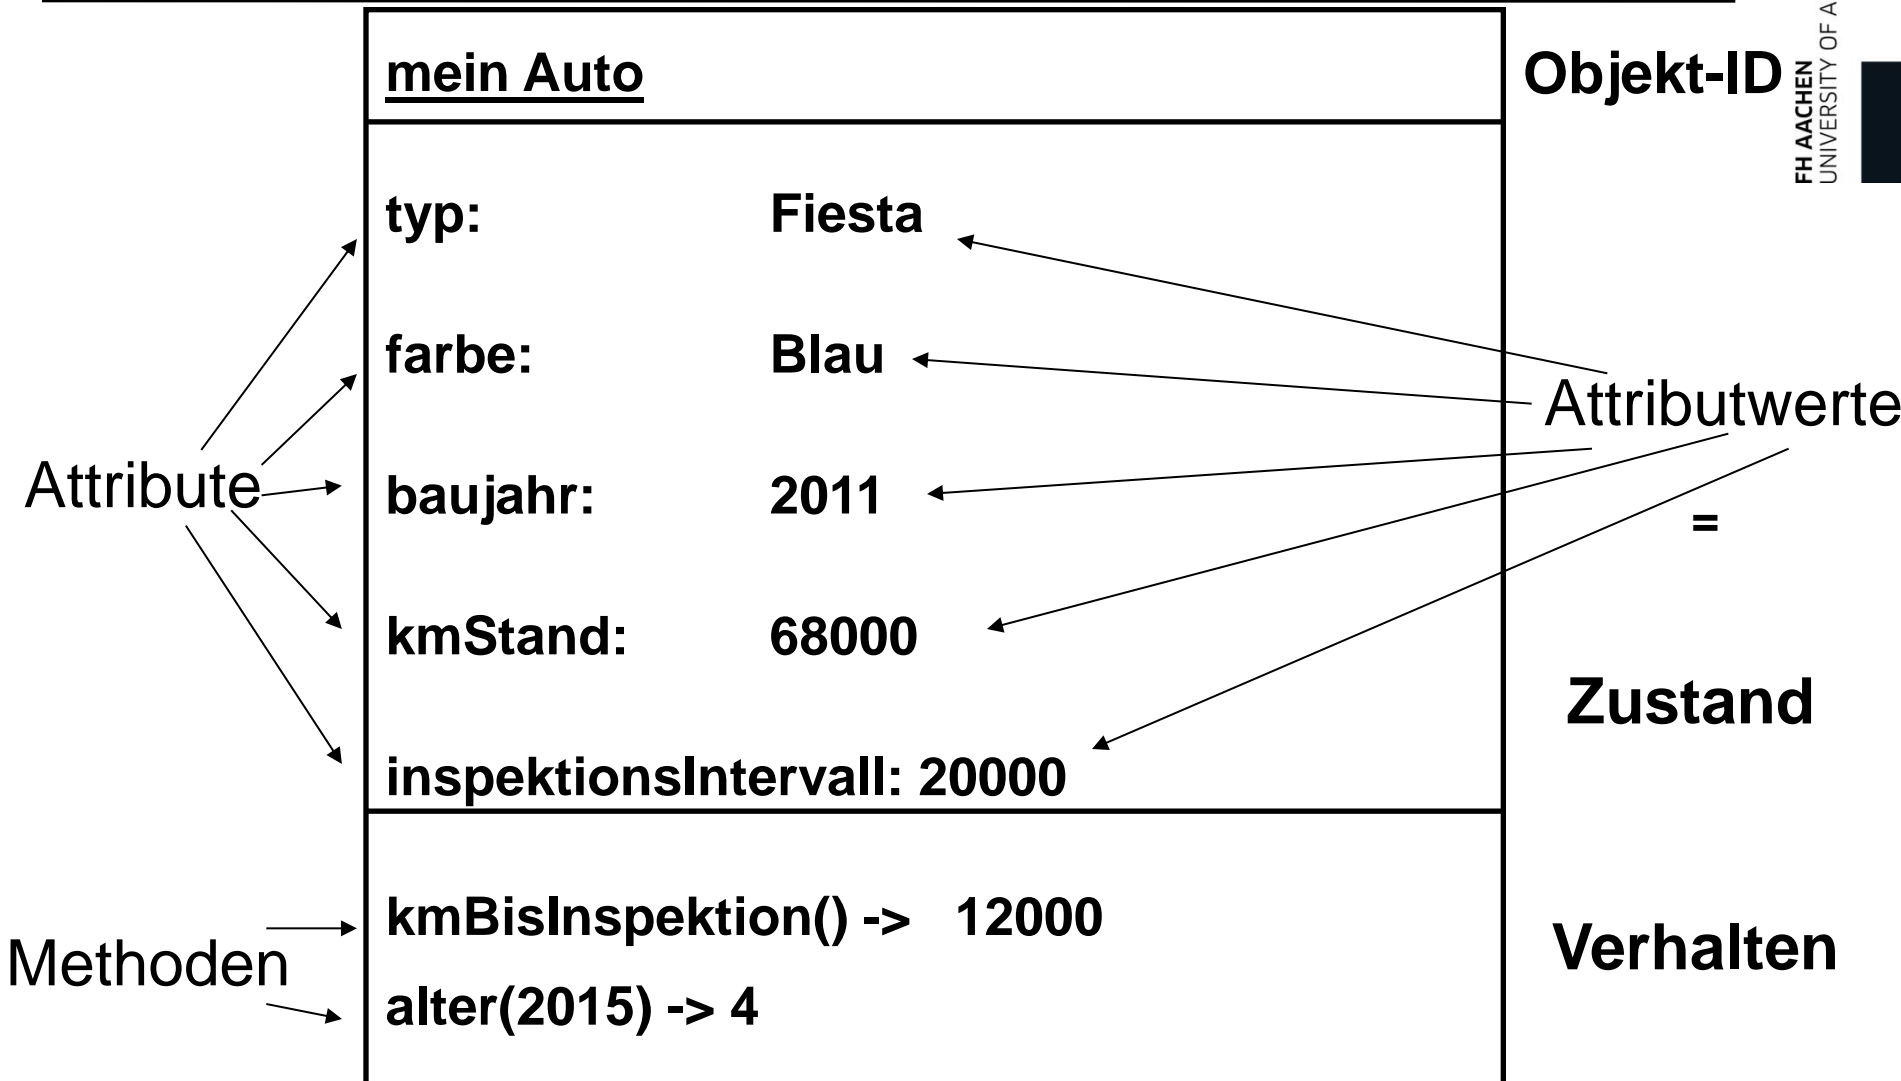 mein Auto
Objekt-ID
FH AACHEN
UNIVERSITY OF A
typ: Fiesta
farbe: Blau
Attributwerte
Attribute
baujahr: 2011
=
kmStand: 68000
Zustand
inspektionsIntervall: 20000
kmBisInspektion() -> 12000
Verhalten
Methoden
alter(2015) -> 4